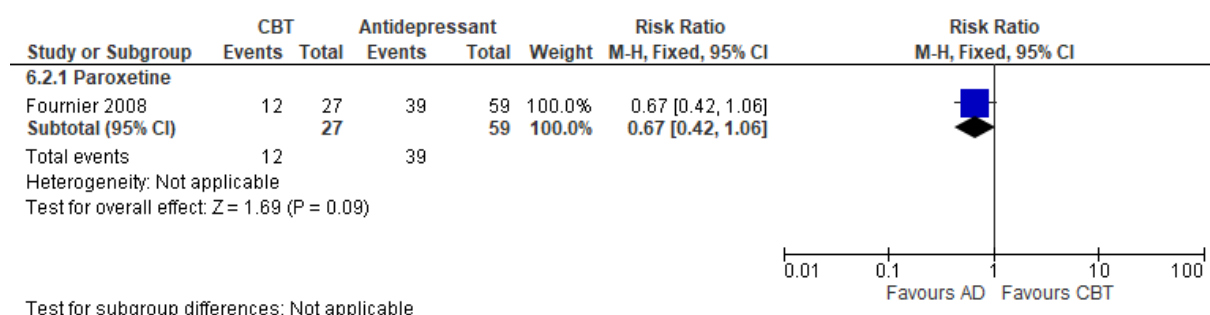 CBT Antidepressant Risk Ratio Risk Ratio
Study or Subgroup Events Total Events Total Weight M-H, Fixed, 95% CI M-H, Fixed, 95% CI
6.2.1 Paroxetine
Fournier 2008 12 27 39 59 100.0% 0.67 [0.42, 1.06]
Subtotal (95% CI) 27 59 100.0% 0.67 [0.42, 1.06]
Total events 12 39
Heterogeneity: Not applicable
Test for overall effect: Z = 1.69 (P = 0.09)
0.01 0.1 1 10 100
Favours AD Favours CBT
Test for subgroup differences: Not applicable